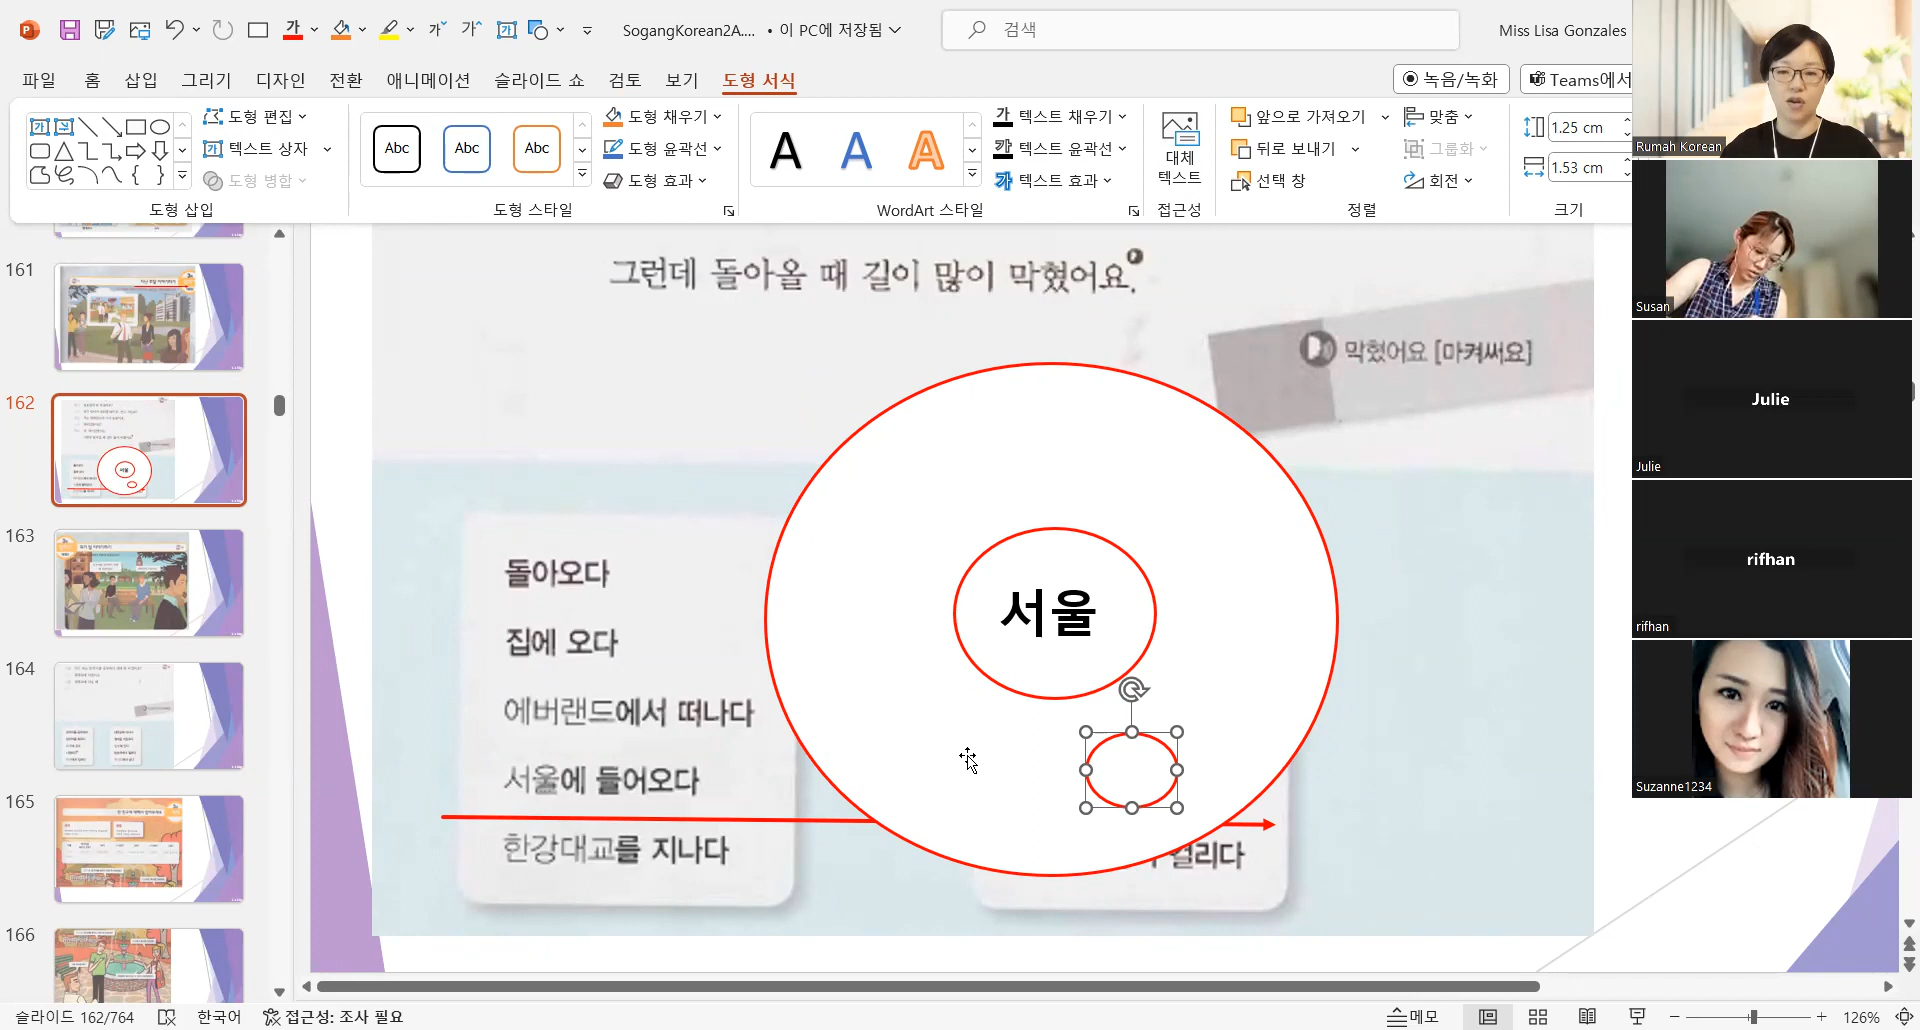 SogangKorean2A.... • 이 PC에 저장됨
검색
Miss Lisa Gonzales
파일 홈 삽입 그리기 디자인 전환 애니메이션 슬라이드 쇼 검토 보기 도형 서식
녹음/녹화
Teams에서
도형 편집
텍스트 상자
도형 병합
도형 삽입
Abc Abc Abc
도형 채우기
도형 윤곽선
도형 효과
도형 스타일
A A A
텍스트 채우기
텍스트 윤곽선
텍스트 효과
WordArt 스타일
대체
텍스트
접근성
앞으로 가져오기
뒤로 보내기
선택 창
맞춤
그룹화
회전
정렬
1.25 cm
1.53 cm
크기
161
162
서울
163
164
165
166
그런데 돌아올 때 길이 많이 막혔어요.
막혔어요 [마켜써요]
돌아오다
집에 오다
에버랜드에서 떠나다
서울에 들어오다
한강대교를 지나다
서울
걸리다
Rumah Korean
Susan
Julie
Julie
rifhan
rifhan
Suzanne1234
슬라이드 162/764
한국어
접근성: 조사 필요
메모
126%